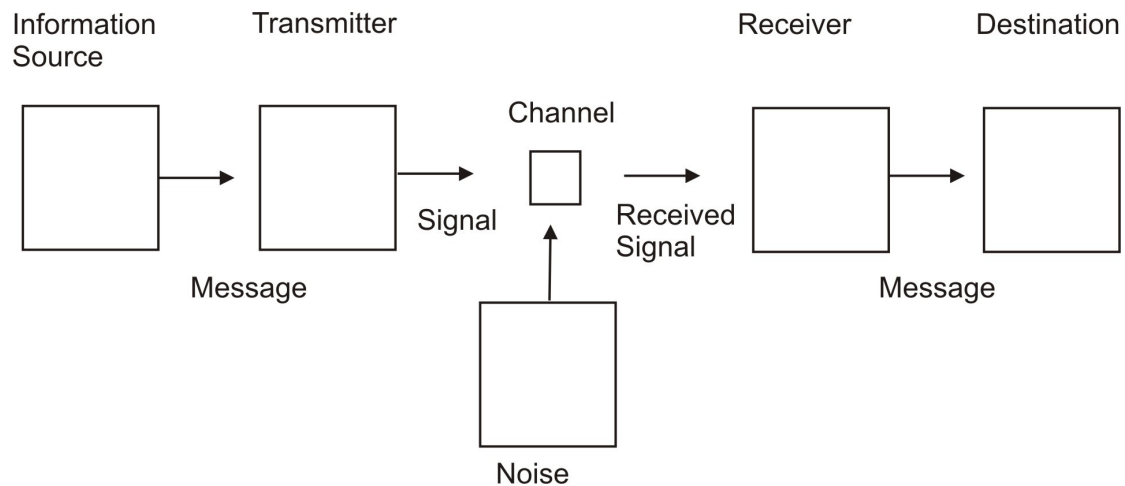 Information
Source
Transmitter
Receiver
Destination
Channel
Signal
Received
Signal
Message
Message
Noise